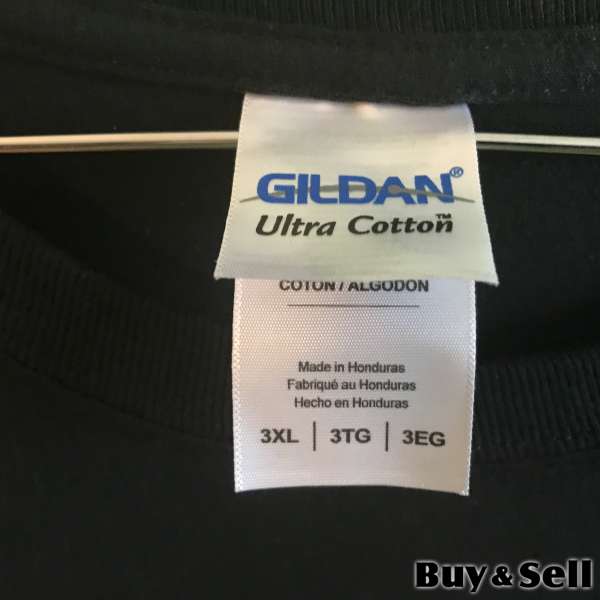 GILDAN®
Ultra Cotton™
COTON / ALGODON
Made in Honduras
Fabriqué au Honduras
Hecho en Honduras
3XL | 3TG | 3EG
Buy & Sell